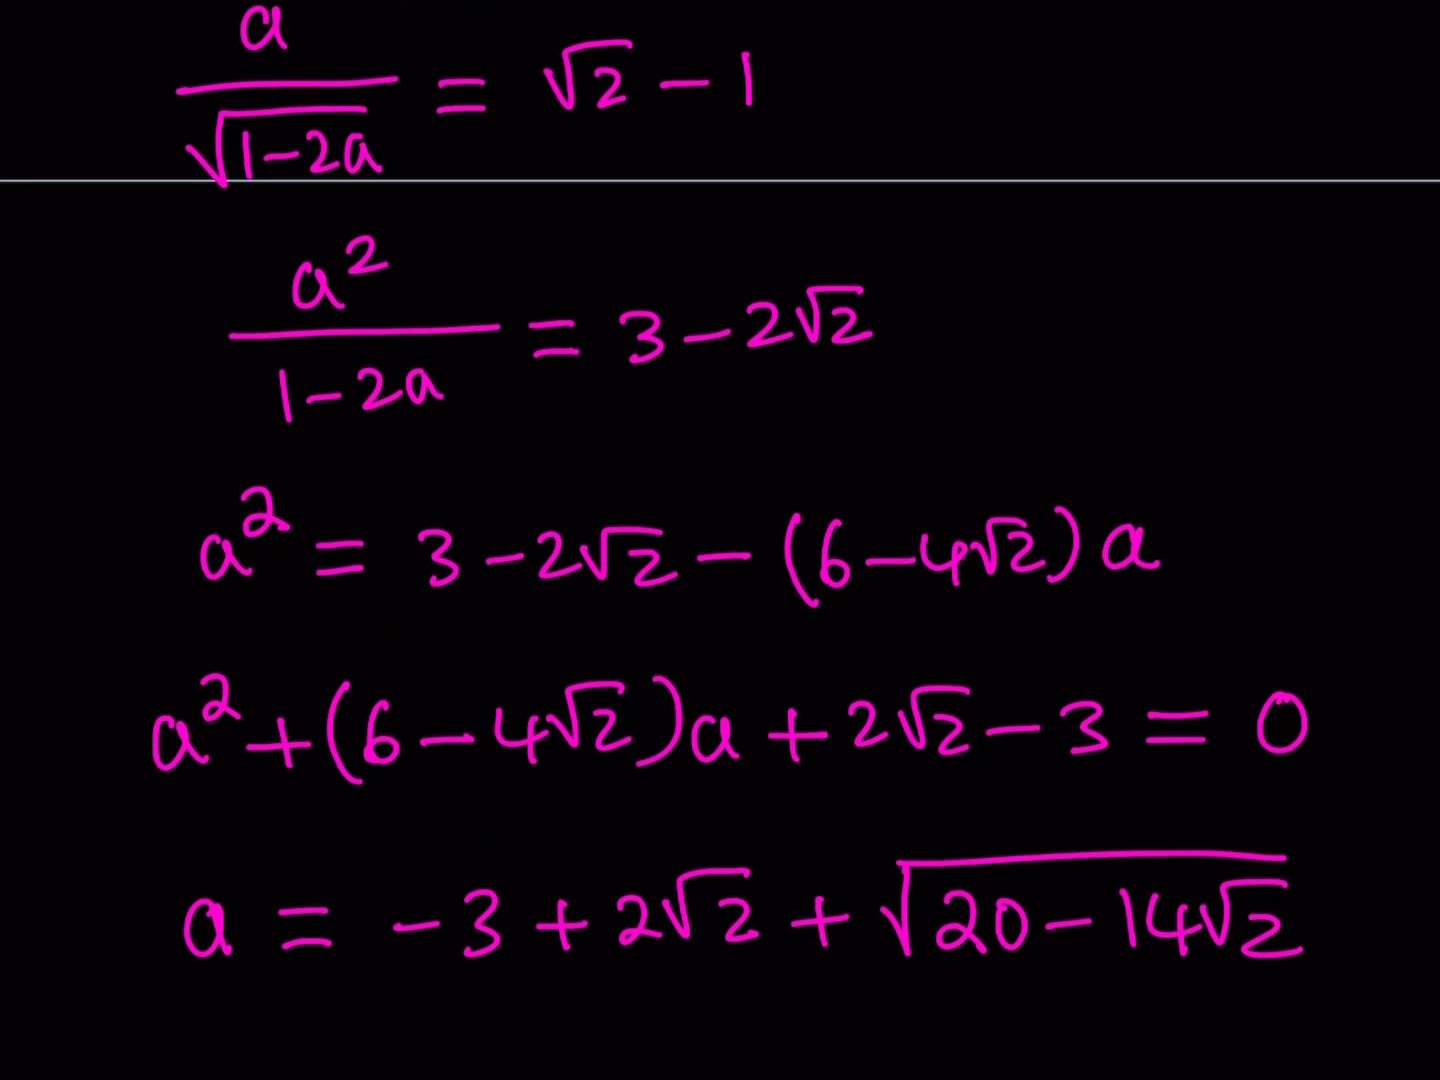 a/√(1-2a) = √2 - 1
a²/(1-2a) = 3 - 2√2
a² = 3 - 2√2 - (6 - 4√2)a
a² + (6 - 4√2)a + 2√2 - 3 = 0
a = -3 + 2√2 + √(20 - 14√2)